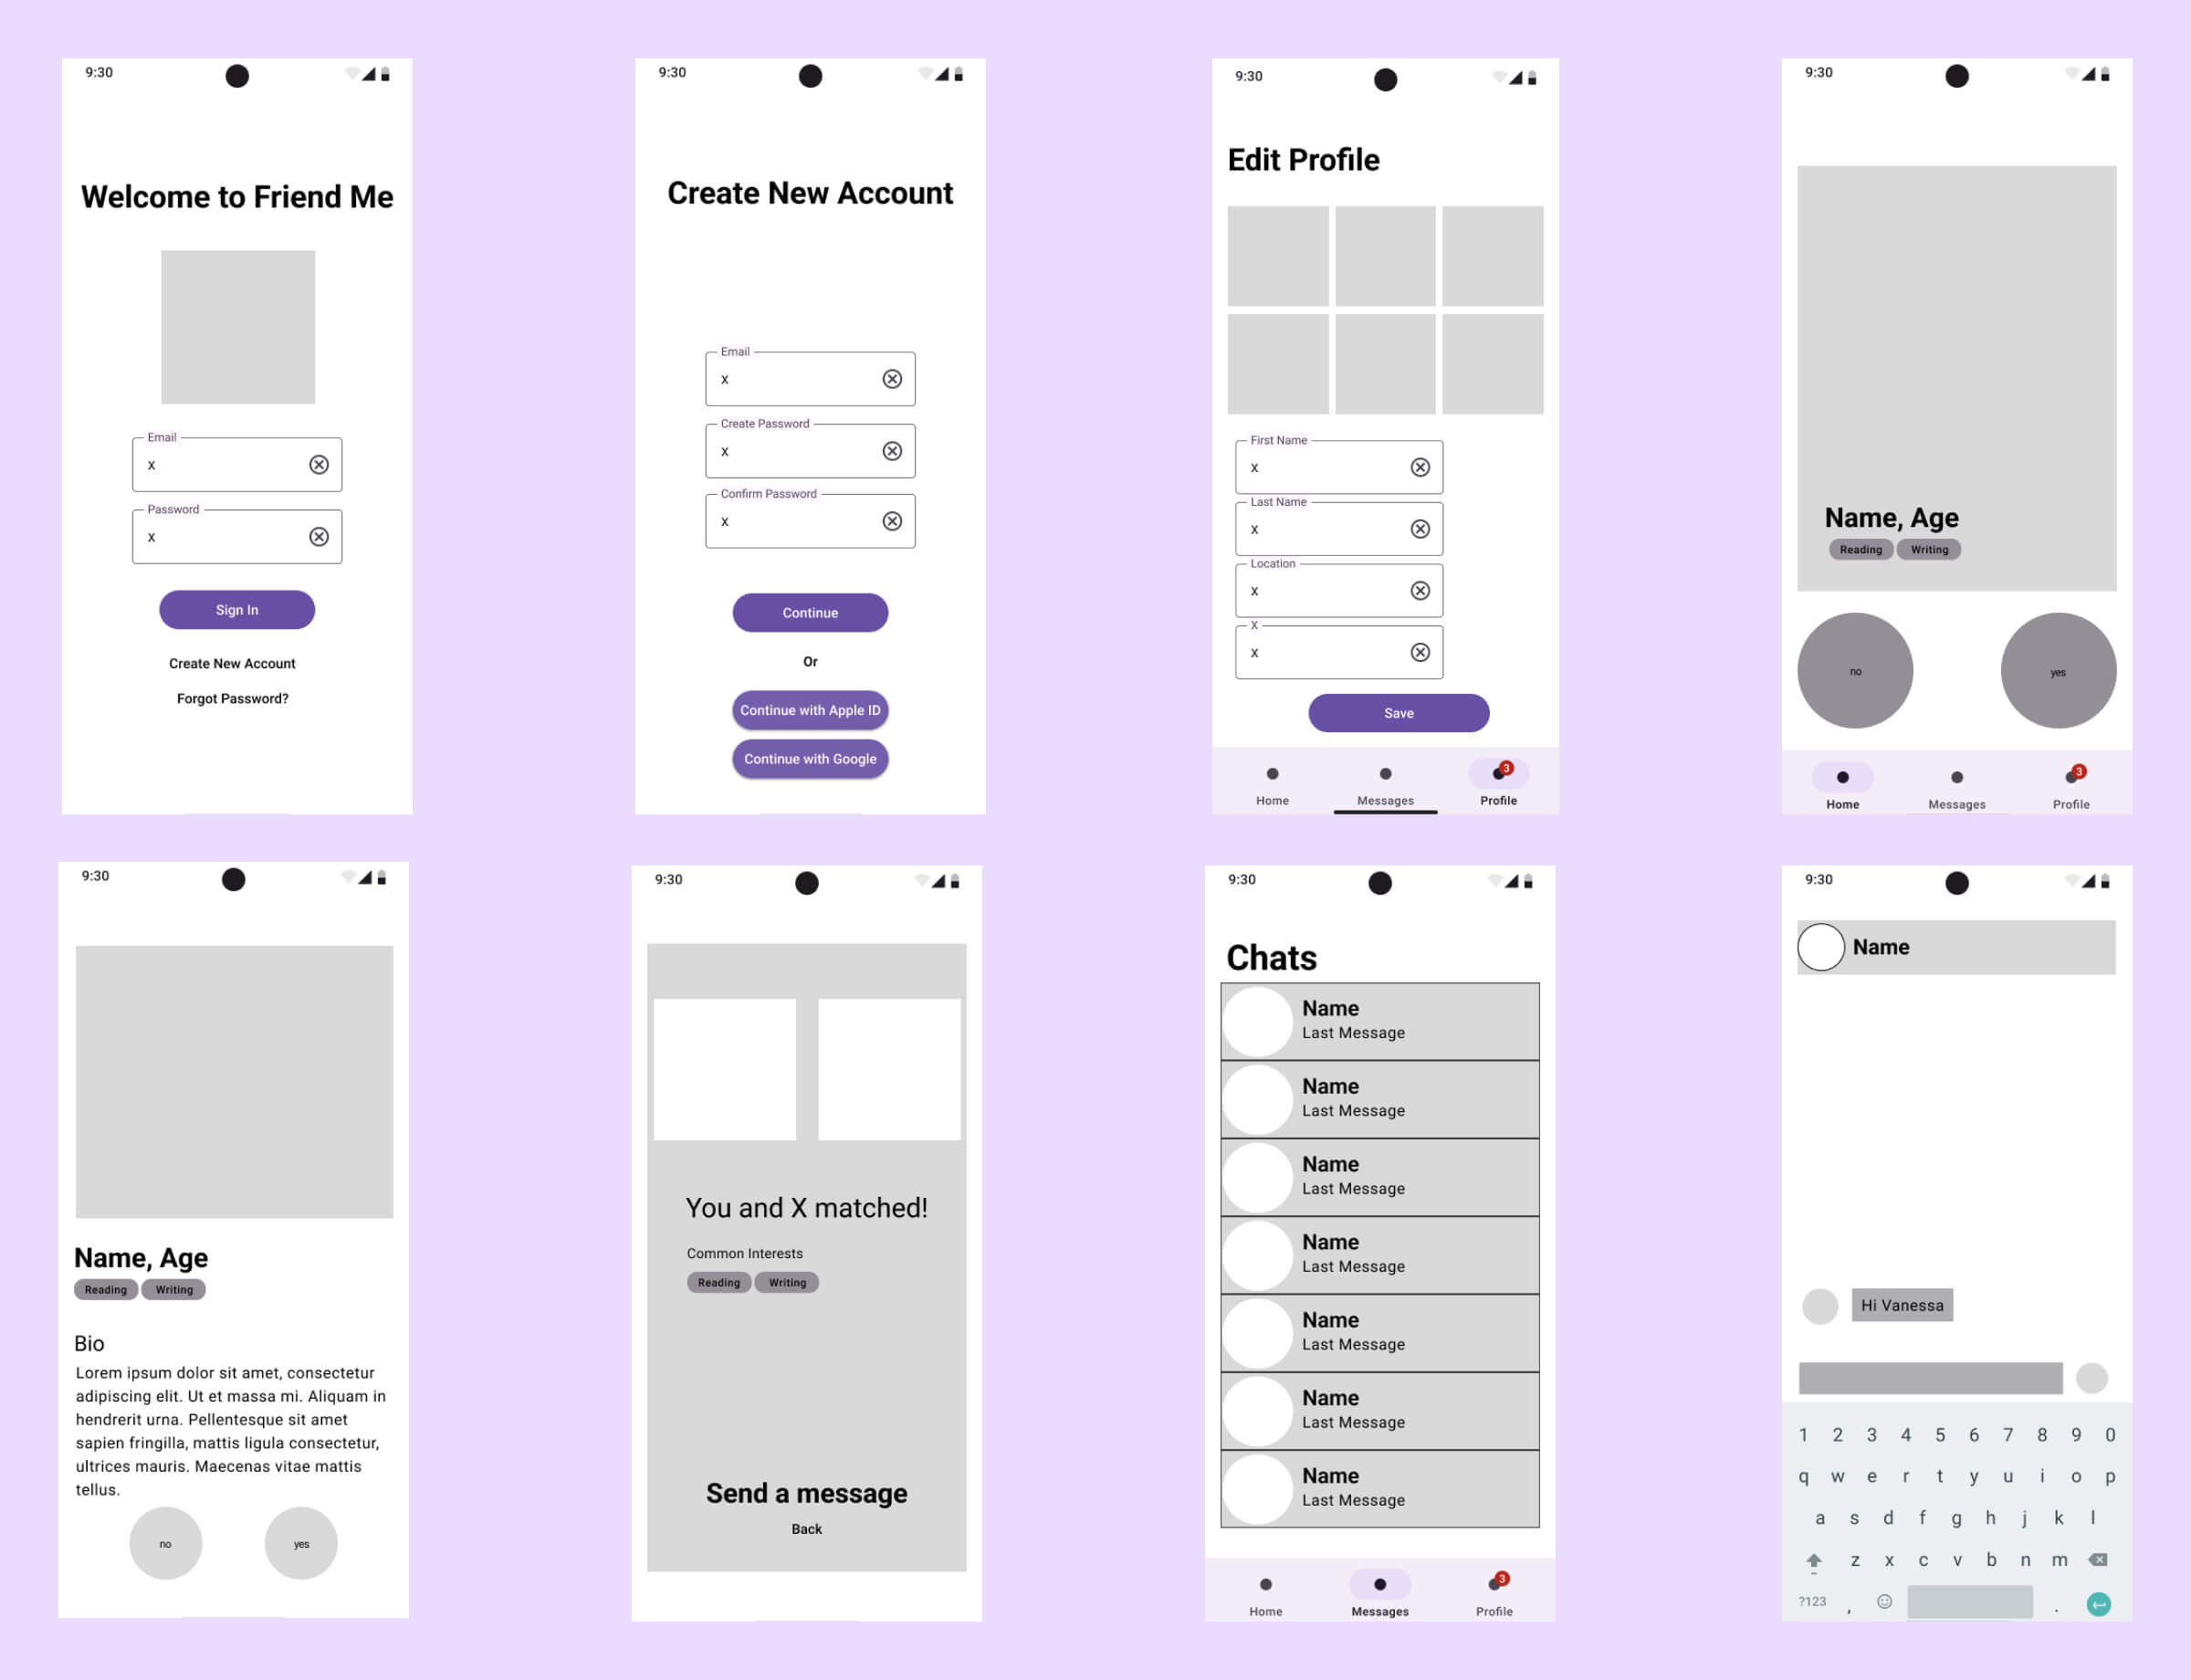 9:30
Welcome to Friend Me
Email
x
Password
x
Sign In
Create New Account
Forgot Password?
9:30
Create New Account
Email
x
Create Password
x
Confirm Password
x
Continue
Or
Continue with Apple ID
Continue with Google
9:30
Edit Profile
First Name
x
Last Name
x
Location
x
X
x
Save
3
Home Messages Profile
9:30
Name, Age
Reading Writing
no yes
3
Home Messages Profile
9:30
Name, Age
Reading Writing
Bio
Lorem ipsum dolor sit amet, consectetur
adipiscing elit. Ut et massa mi. Aliquam in
hendrerit urna. Pellentesque sit amet
sapien fringilla, mattis ligula consectetur,
ultrices mauris. Maecenas vitae mattis
tellus.
no yes
9:30
You and X matched!
Common Interests
Reading Writing
Send a message
Back
9:30
Chats
Name
Last Message
Name
Last Message
Name
Last Message
Name
Last Message
Name
Last Message
Name
Last Message
Name
Last Message
3
Home Messages Profile
9:30
Name
Hi Vanessa
1 2 3 4 5 6 7 8 9 0
q w e r t y u i o p
a s d f g h j k l
z x c v b n m
?123 , .